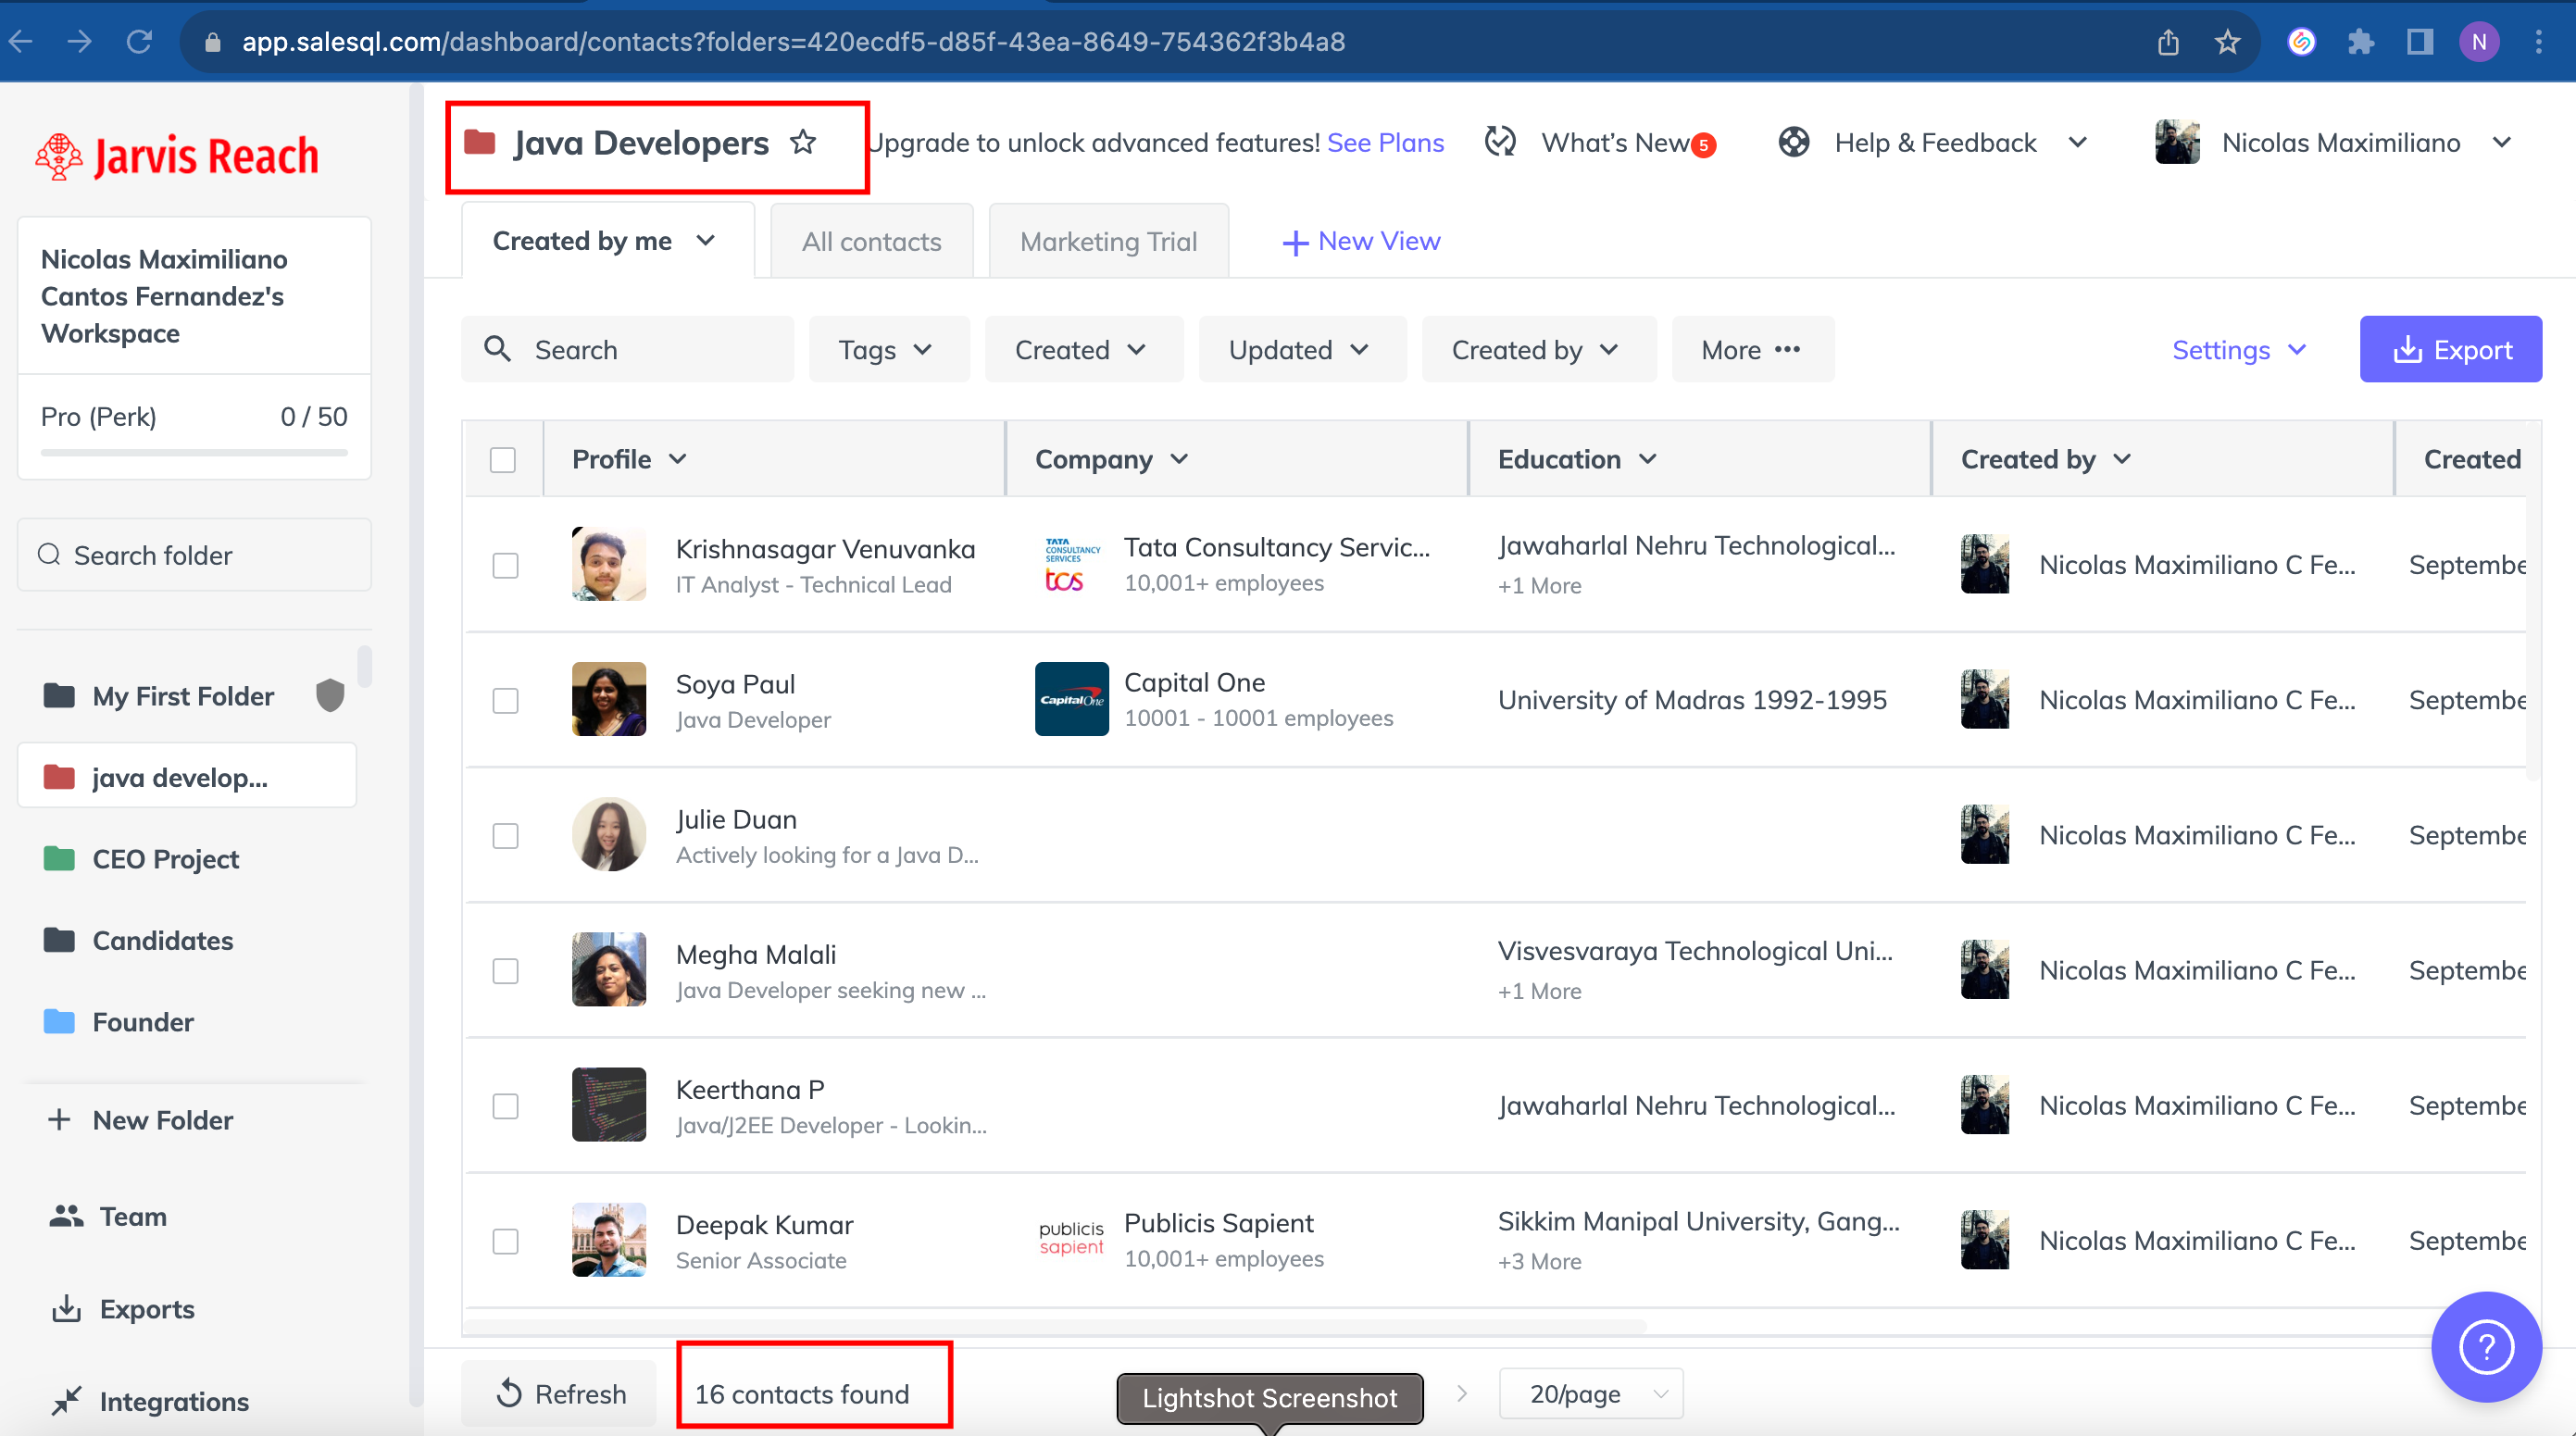 app.salesql.com/dashboard/contacts?folders=420ecdf5-d85f-43ea-8649-754362f3b4a8
N
Jarvis Reach
Nicolas Maximiliano
Cantos Fernandez's
Workspace
Pro (Perk) 0 / 50
Search folder
My First Folder
java develop...
CEO Project
Candidates
Founder
New Folder
Team
Exports
Integrations
Java Developers
Upgrade to unlock advanced features! See Plans
What's New 5
Help & Feedback
Nicolas Maximiliano
Created by me
All contacts
Marketing Trial
New View
Search
Tags
Created
Updated
Created by
More
Settings
Export
Profile Company Education Created by Created
Krishnasagar Venuvanka
IT Analyst - Technical Lead
TATA
CONSULTANCY
SERVICES
tcs
Tata Consultancy Servic...
10,001+ employees
Jawaharlal Nehru Technological...
+1 More
Nicolas Maximiliano C Fe...
Septembe
Soya Paul
Java Developer
Capital One
Capital One
10001 - 10001 employees
University of Madras 1992-1995
Nicolas Maximiliano C Fe...
Septembe
Julie Duan
Actively looking for a Java D...
Nicolas Maximiliano C Fe...
Septembe
Megha Malali
Java Developer seeking new ...
Visvesvaraya Technological Uni...
+1 More
Nicolas Maximiliano C Fe...
Septembe
Keerthana P
Java/J2EE Developer - Lookin...
Jawaharlal Nehru Technological...
Nicolas Maximiliano C Fe...
Septembe
Deepak Kumar
Senior Associate
publicis
sapient
Publicis Sapient
10,001+ employees
Sikkim Manipal University, Gang...
+3 More
Nicolas Maximiliano C Fe...
Septembe
Refresh
16 contacts found
Lightshot Screenshot
20/page
?